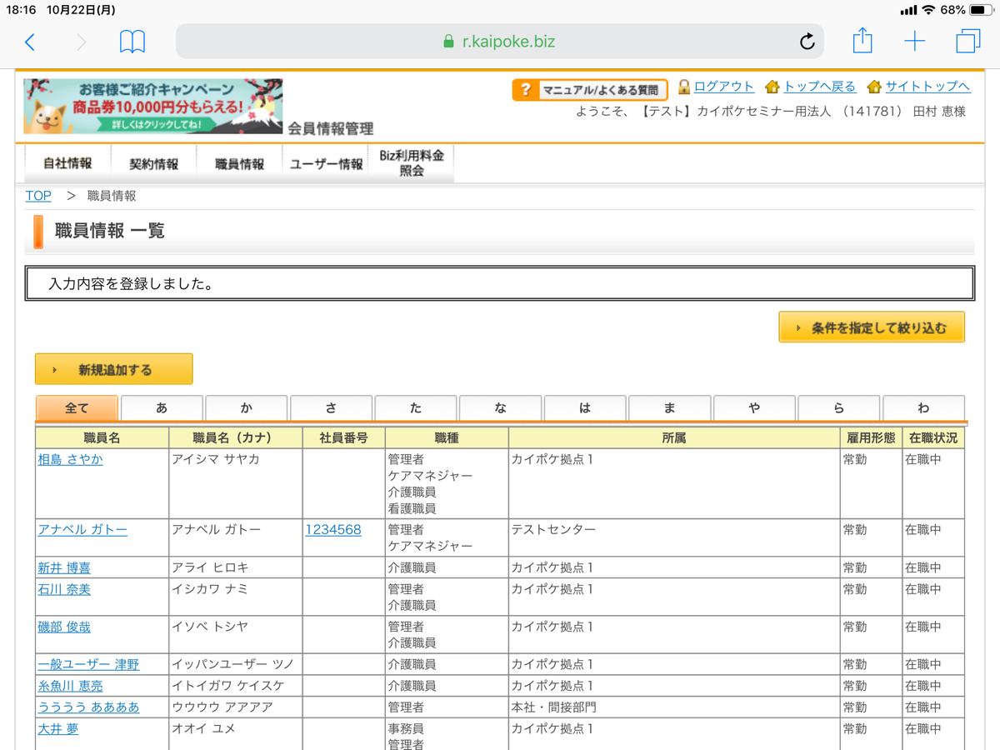 18:16 10月22日(月)
68%
r.kaipoke.biz
お客様ご紹介キャンペーン
商品券10,000円分もらえる!
詳しくはクリックしてね!
会員情報管理
? マニュアル/よくある質問 ログアウト トップへ戻る サイトトップへ
ようこそ、【テスト】カイポケセミナー用法人 (141781) 田村 恵様
自社情報 契約情報 職員情報 ユーザー情報 Biz利用料金
照会
TOP > 職員情報
職員情報 一覧
入力内容を登録しました。
条件を指定して絞り込む
新規追加する
全て あ か さ た な は ま や ら わ
職員名 職員名(カナ) 社員番号 職種 所属 雇用形態 在職状況
相島 さやか アイシマ サヤカ 管理者 カイポケ拠点1 常勤 在職中
ケアマネジャー
介護職員
看護職員
アナベル ガトー アナベル ガトー 1234568 管理者 テストセンター 常勤 在職中
ケアマネジャー
新井 博喜 アライ ヒロキ 介護職員 カイポケ拠点1 常勤 在職中
石川 奈美 イシカワ ナミ 管理者 カイポケ拠点1 常勤 在職中
介護職員
磯部 俊哉 イソベ トシヤ 管理者 カイポケ拠点1 常勤 在職中
介護職員
一般ユーザー 津野 イッパンユーザー ツノ 介護職員 カイポケ拠点1 常勤 在職中
糸魚川 恵亮 イトイガワ ケイスケ 介護職員 カイポケ拠点1 常勤 在職中
うううう ああああ ウウウウ アアアア 管理者 本社・間接部門 常勤 在職中
大井 夢 オオイ ユメ 事務員 カイポケ拠点1 常勤 在職中
管理者